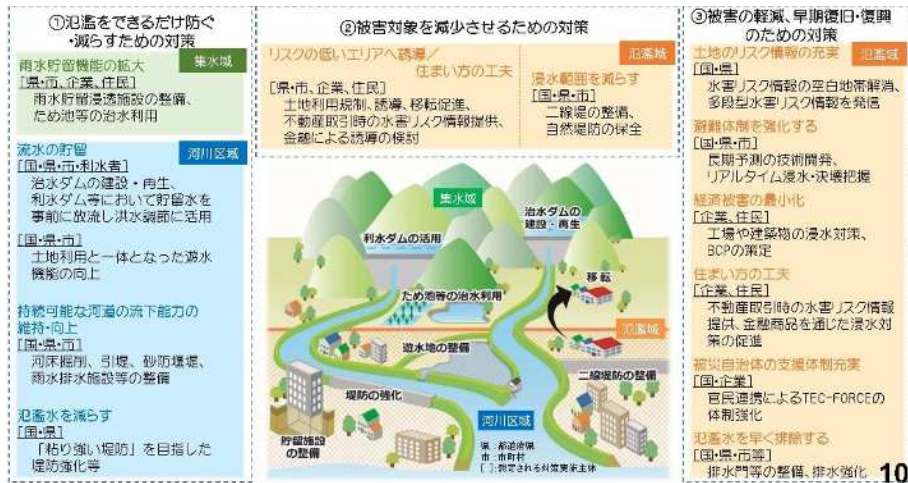 ①氾濫をできるだけ防ぐ
・減らすための対策
集水域
雨水貯留機能の拡大
[県・市、企業、住民]
雨水貯留浸透施設の整備、
ため池等の治水利用
河川区域
流水の貯留
[国・県・市・利水者]
治水ダムの建設・再生、
利水ダム等において貯留水を
事前に放流し洪水調節に活用
[国・県・市]
土地利用と一体となった遊水
機能の向上
持続可能な河道の流下能力の
維持・向上
[国・県・市]
河床掘削、引堤、砂防堰堤、
雨水排水施設等の整備
氾濫水を減らす
[国・県]
「粘り強い堤防」を目指した
堤防強化等
②被害対象を減少させるための対策
リスクの低いエリアへ誘導/
住まい方の工夫
[県・市、企業、住民]
土地利用規制、誘導、移転促進、
不動産取引時の水害リスク情報提供、
金融による誘導の検討
氾濫域
浸水範囲を減らす
[国・県・市]
二線堤の整備、
自然堤防の保全
集水域
治水ダムの
建設・再生
利水ダムの活用
移転
ため池等の治水利用
氾濫域
遊水地の整備
二線堤防の整備
堤防の強化
河川区域
貯留施設
の整備
県:都道府県
市:市町村
[ ]:想定される対策実施主体
③被害の軽減、早期復旧・復興
のための対策
土地のリスク情報の充実
氾濫域
[国・県]
水害リスク情報の空白地帯解消、
多段型水害リスク情報を発信
避難体制を強化する
[国・県・市]
長期予測の技術開発、
リアルタイム浸水・決壊把握
経済被害の最小化
[企業、住民]
工場や建築物の浸水対策、
BCPの策定
住まい方の工夫
[企業、住民]
不動産取引時の水害リスク情報
提供、金融商品を通じた浸水対
策の促進
被災自治体の支援体制充実
[国・企業]
官民連携によるTEC-FORCEの
体制強化
氾濫水を早く排除する
[国・県・市等]
排水門等の整備、排水強化
10